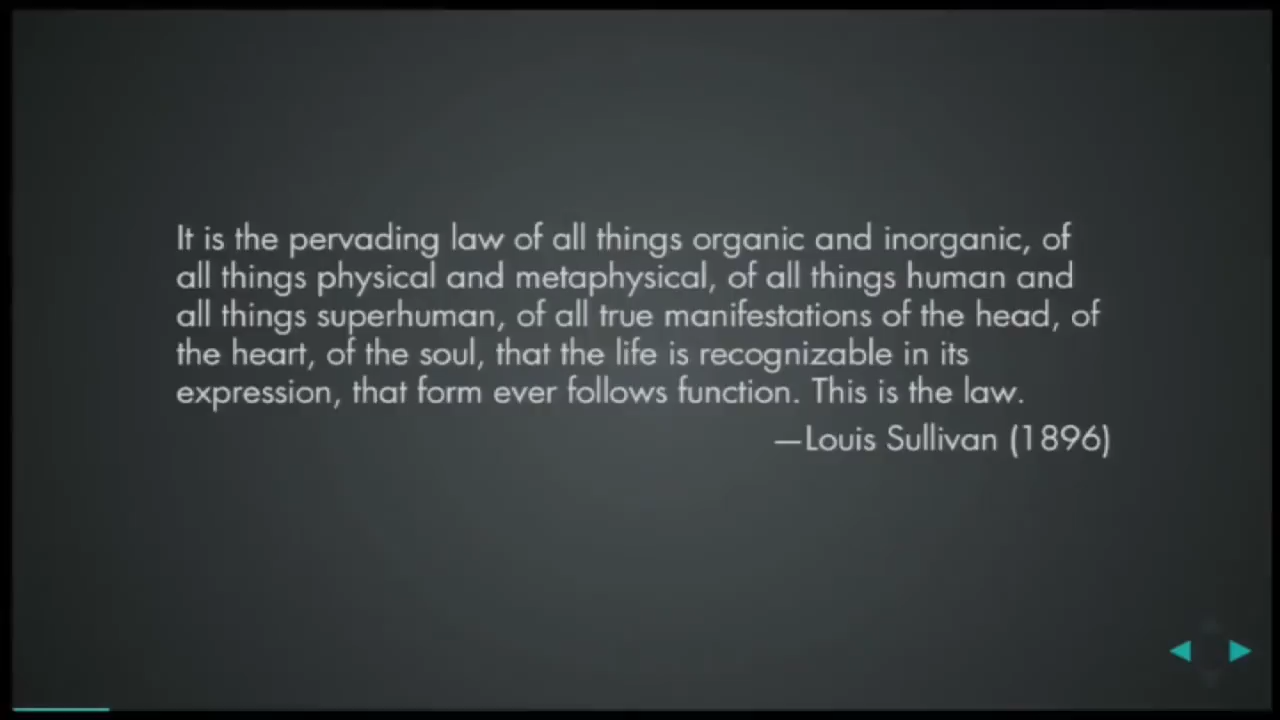 It is the pervading law of all things organic and inorganic, of
all things physical and metaphysical, of all things human and
all things superhuman, of all true manifestations of the head, of
the heart, of the soul, that the life is recognizable in its
expression, that form ever follows function. This is the law.
—Louis Sullivan (1896)